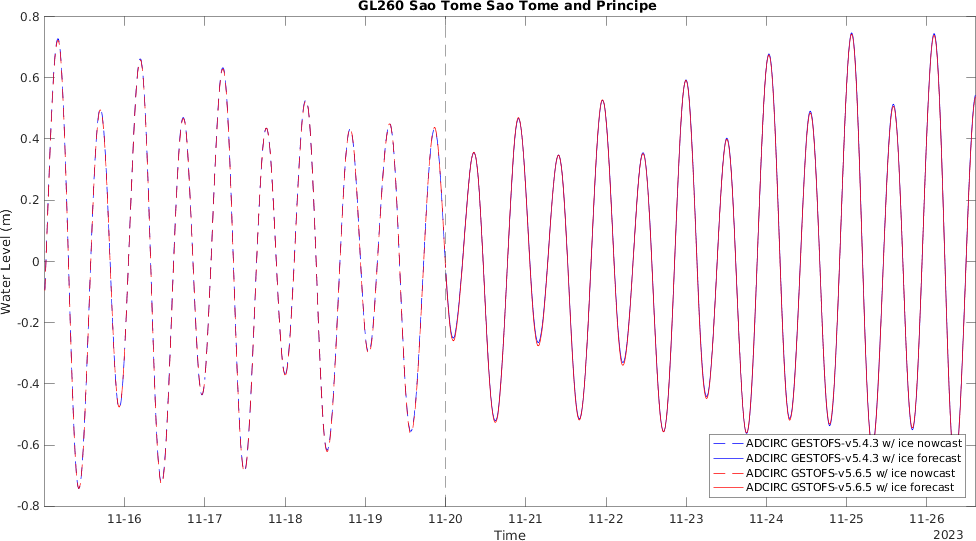 GL260 Sao Tome Sao Tome and Principe
0.8
0.6
0.4
0.2
0
-0.2
-0.4
-0.6
-0.8
Water Level (m)
ADCIRC GESTOFS-v5.4.3 w/ ice nowcast
ADCIRC GESTOFS-v5.4.3 w/ ice forecast
ADCIRC GSTOFS-v5.6.5 w/ ice nowcast
ADCIRC GSTOFS-v5.6.5 w/ ice forecast
11-16 11-17 11-18 11-19 11-20 11-21 11-22 11-23 11-24 11-25 11-26
Time
2023